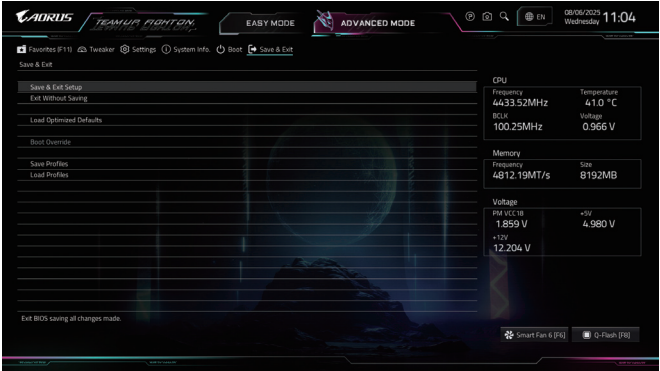 AORUS
TEAM UP. FIGHT ON.
EASY MODE
ADVANCED MODE
EN
08/06/2025
Wednesday
11:04
Favorites (F11)
Tweaker
Settings
System Info.
Boot
Save & Exit
Save & Exit
Save & Exit Setup
Exit Without Saving
Load Optimized Defaults
Boot Override
Save Profiles
Load Profiles
CPU
Frequency Temperature
4433.52MHz 41.0 °C
BCLK Voltage
100.25MHz 0.966 V
Memory
Frequency Size
4812.19MT/s 8192MB
Voltage
PM VCC18 +5V
1.859 V 4.980 V
+12V
12.204 V
Exit BIOS saving all changes made.
Smart Fan 6 [F6]
Q-Flash [F8]